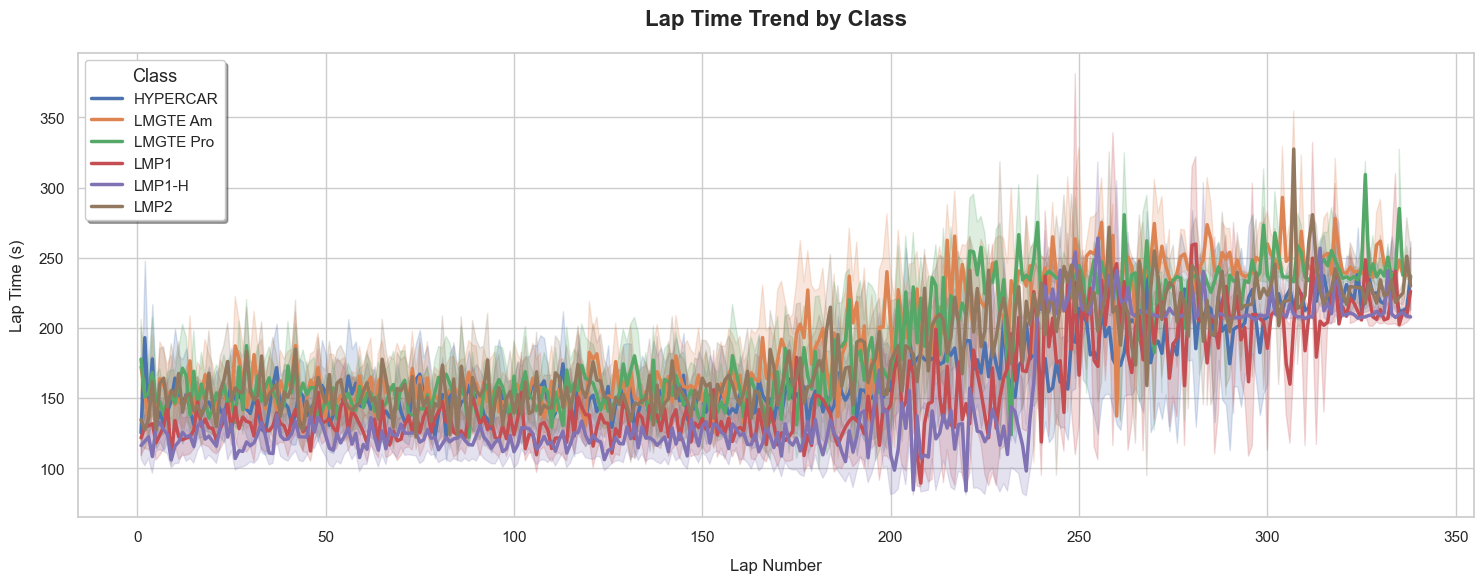 Lap Time Trend by Class
Class
HYPERCAR
LMGTE Am
LMGTE Pro
LMP1
LMP1-H
LMP2
Lap Time (s)
350
300
250
200
150
100
0 50 100 150 200 250 300 350
Lap Number